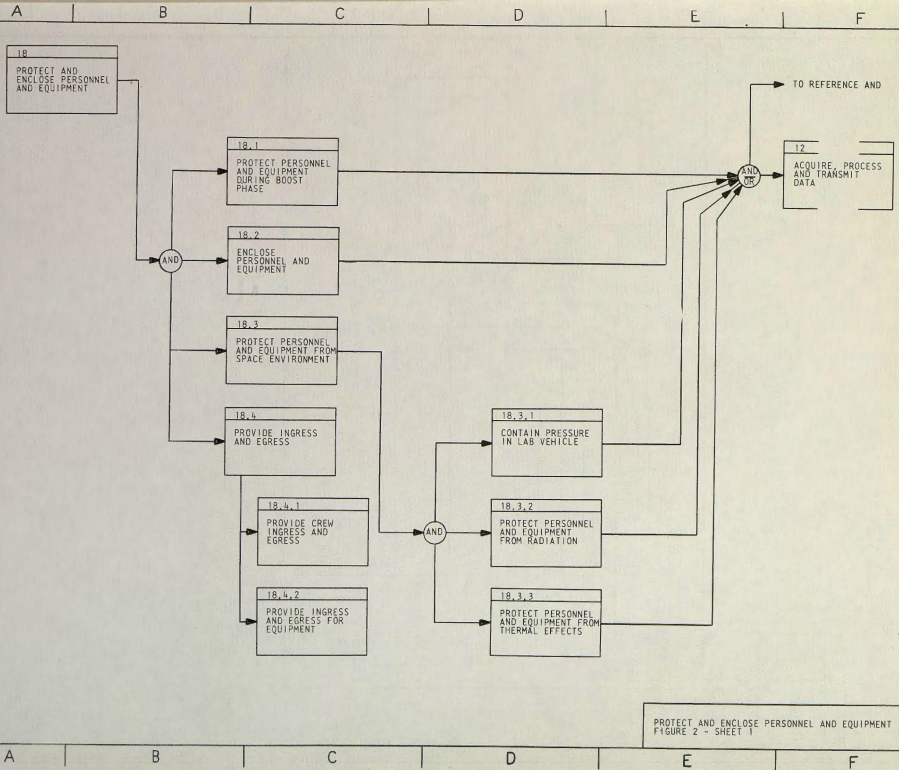 A B C D E F
18
PROTECT AND
ENCLOSE PERSONNEL
AND EQUIPMENT
TO REFERENCE AND
18.1
PROTECT PERSONNEL
AND EQUIPMENT
DURING BOOST
PHASE
AND
OR
12
ACQUIRE, PROCESS
AND TRANSMIT
DATA
AND
18.2
ENCLOSE
PERSONNEL AND
EQUIPMENT
18.3
PROTECT PERSONNEL
AND EQUIPMENT FROM
SPACE ENVIRONMENT
18.4
PROVIDE INGRESS
AND EGRESS
18.3.1
CONTAIN PRESSURE
IN LAB VEHICLE
18.4.1
PROVIDE CREW
INGRESS AND
EGRESS
AND
18.3.2
PROTECT PERSONNEL
AND EQUIPMENT
FROM RADIATION
18.4.2
PROVIDE INGRESS
AND EGRESS FOR
EQUIPMENT
18.3.3
PROTECT PERSONNEL
AND EQUIPMENT FROM
THERMAL EFFECTS
PROTECT AND ENCLOSE PERSONNEL AND EQUIPMENT
FIGURE 2 - SHEET 1
A B C D E F